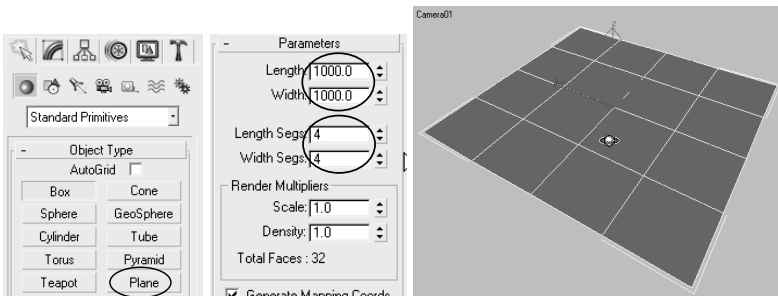 Standard Primitives
- Object Type
AutoGrid
Box Cone
Sphere GeoSphere
Cylinder Tube
Torus Pyramid
Teapot Plane
- Parameters
Length: 1000.0
Width: 1000.0
Length Segs: 4
Width Segs: 4
Render Multipliers
Scale: 1.0
Density: 1.0
Total Faces : 32
Generate Mapping Coords
Camera01